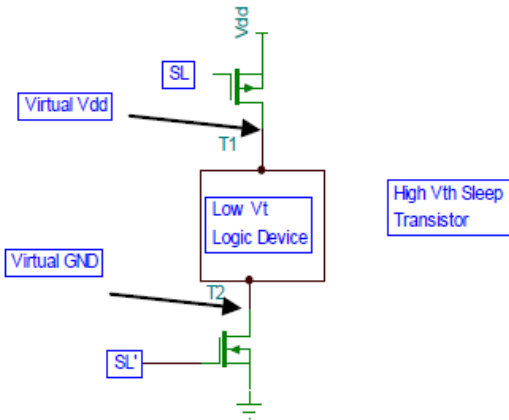 Vdd
SL
Virtual Vdd
T1
Low Vt
Logic Device
High Vth Sleep
Transistor
Virtual GND
T2
SL'